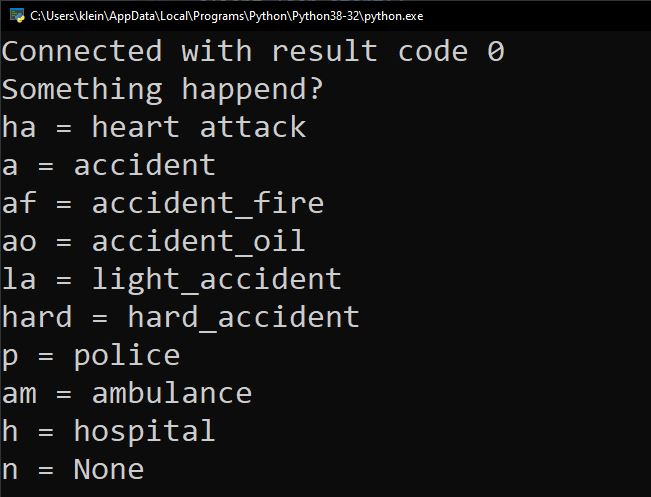 C:\Users\klein\AppData\Local\Programs\Python\Python38-32\python.exe
Connected with result code 0
Something happend?
ha = heart attack
a = accident
af = accident_fire
ao = accident_oil
la = light_accident
hard = hard_accident
p = police
am = ambulance
h = hospital
n = None